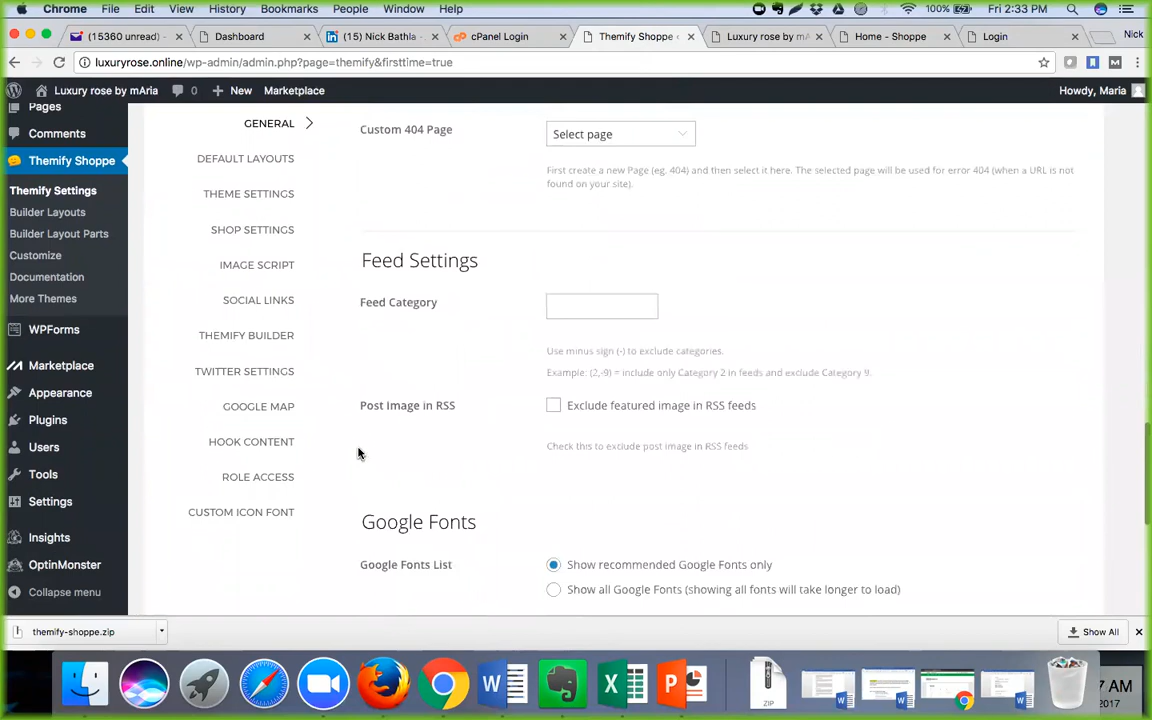 Chrome File Edit View History Bookmarks People Window Help 100% Fri 2:33 PM
(15360 unread) - Dashboard (15) Nick Bathla - cPanel Login Themify Shoppe Luxury rose by mA Home - Shoppe Login Nick
luxuryrose.online/wp-admin/admin.php?page=themify&firsttime=true
Luxury rose by mAria 0 New Marketplace Howdy, Maria
Pages
Comments
Themify Shoppe
Themify Settings
Builder Layouts
Builder Layout Parts
Customize
Documentation
More Themes
WPForms
Marketplace
Appearance
Plugins
Users
Tools
Settings
Insights
OptinMonster
Collapse menu
GENERAL
DEFAULT LAYOUTS
THEME SETTINGS
SHOP SETTINGS
IMAGE SCRIPT
SOCIAL LINKS
THEMIFY BUILDER
TWITTER SETTINGS
GOOGLE MAP
HOOK CONTENT
ROLE ACCESS
CUSTOM ICON FONT
Custom 404 Page Select page
First create a new Page (eg. 404) and then select it here. The selected page will be used for error 404 (when a URL is not
found on your site).
Feed Settings
Feed Category
Use minus sign (-) to exclude categories.
Example: (2,-9) = include only Category 2 in feeds and exclude Category 9.
Post Image in RSS Exclude featured image in RSS feeds
Check this to exclude post image in RSS feeds
Google Fonts
Google Fonts List Show recommended Google Fonts only
Show all Google Fonts (showing all fonts will take longer to load)
themify-shoppe.zip Show All
W X P ZIP
7 AM
2017